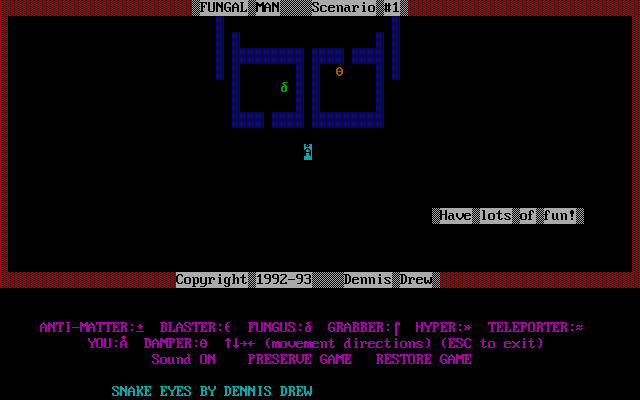 FUNGAL MAN Scenario #1
θ
δ
Å
Have lots of fun!
Copyright 1992-93 Dennis Drew
ANTI-MATTER:± BLASTER:∈ FUNGUS:δ GRABBER:⌠ HYPER:» TELEPORTER:≈
YOU:Å DAMPER:θ ↑↓→← (movement directions) (ESC to exit)
Sound ON PRESERVE GAME RESTORE GAME
SNAKE EYES BY DENNIS DREW